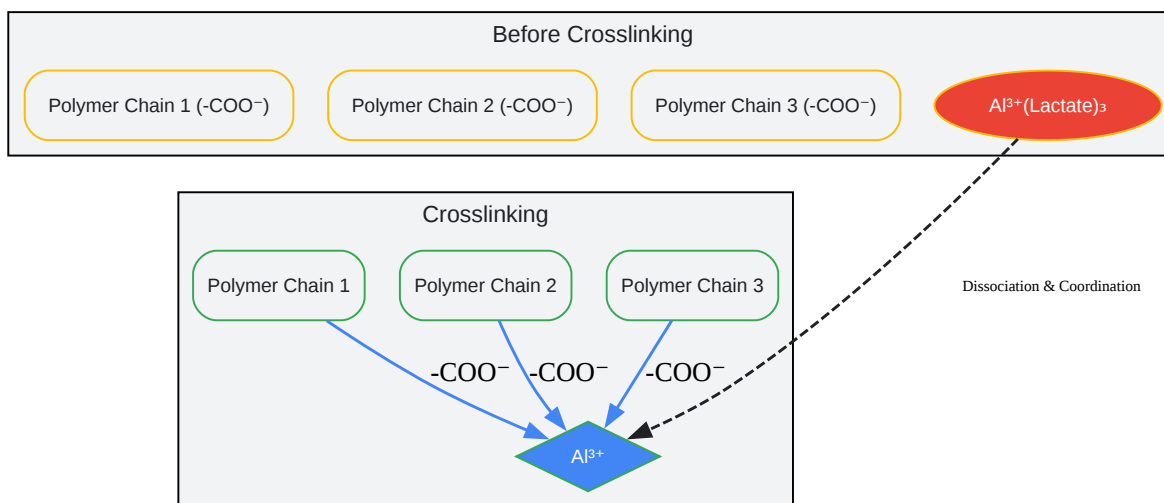 Before Crosslinking
Polymer Chain 1 (-COO⁻)
Polymer Chain 2 (-COO⁻)
Polymer Chain 3 (-COO⁻)
Al³⁺(Lactate)₃
Crosslinking
Polymer Chain 1
Polymer Chain 2
Polymer Chain 3
Dissociation & Coordination
-COO⁻
-COO⁻
-COO⁻
Al³⁺